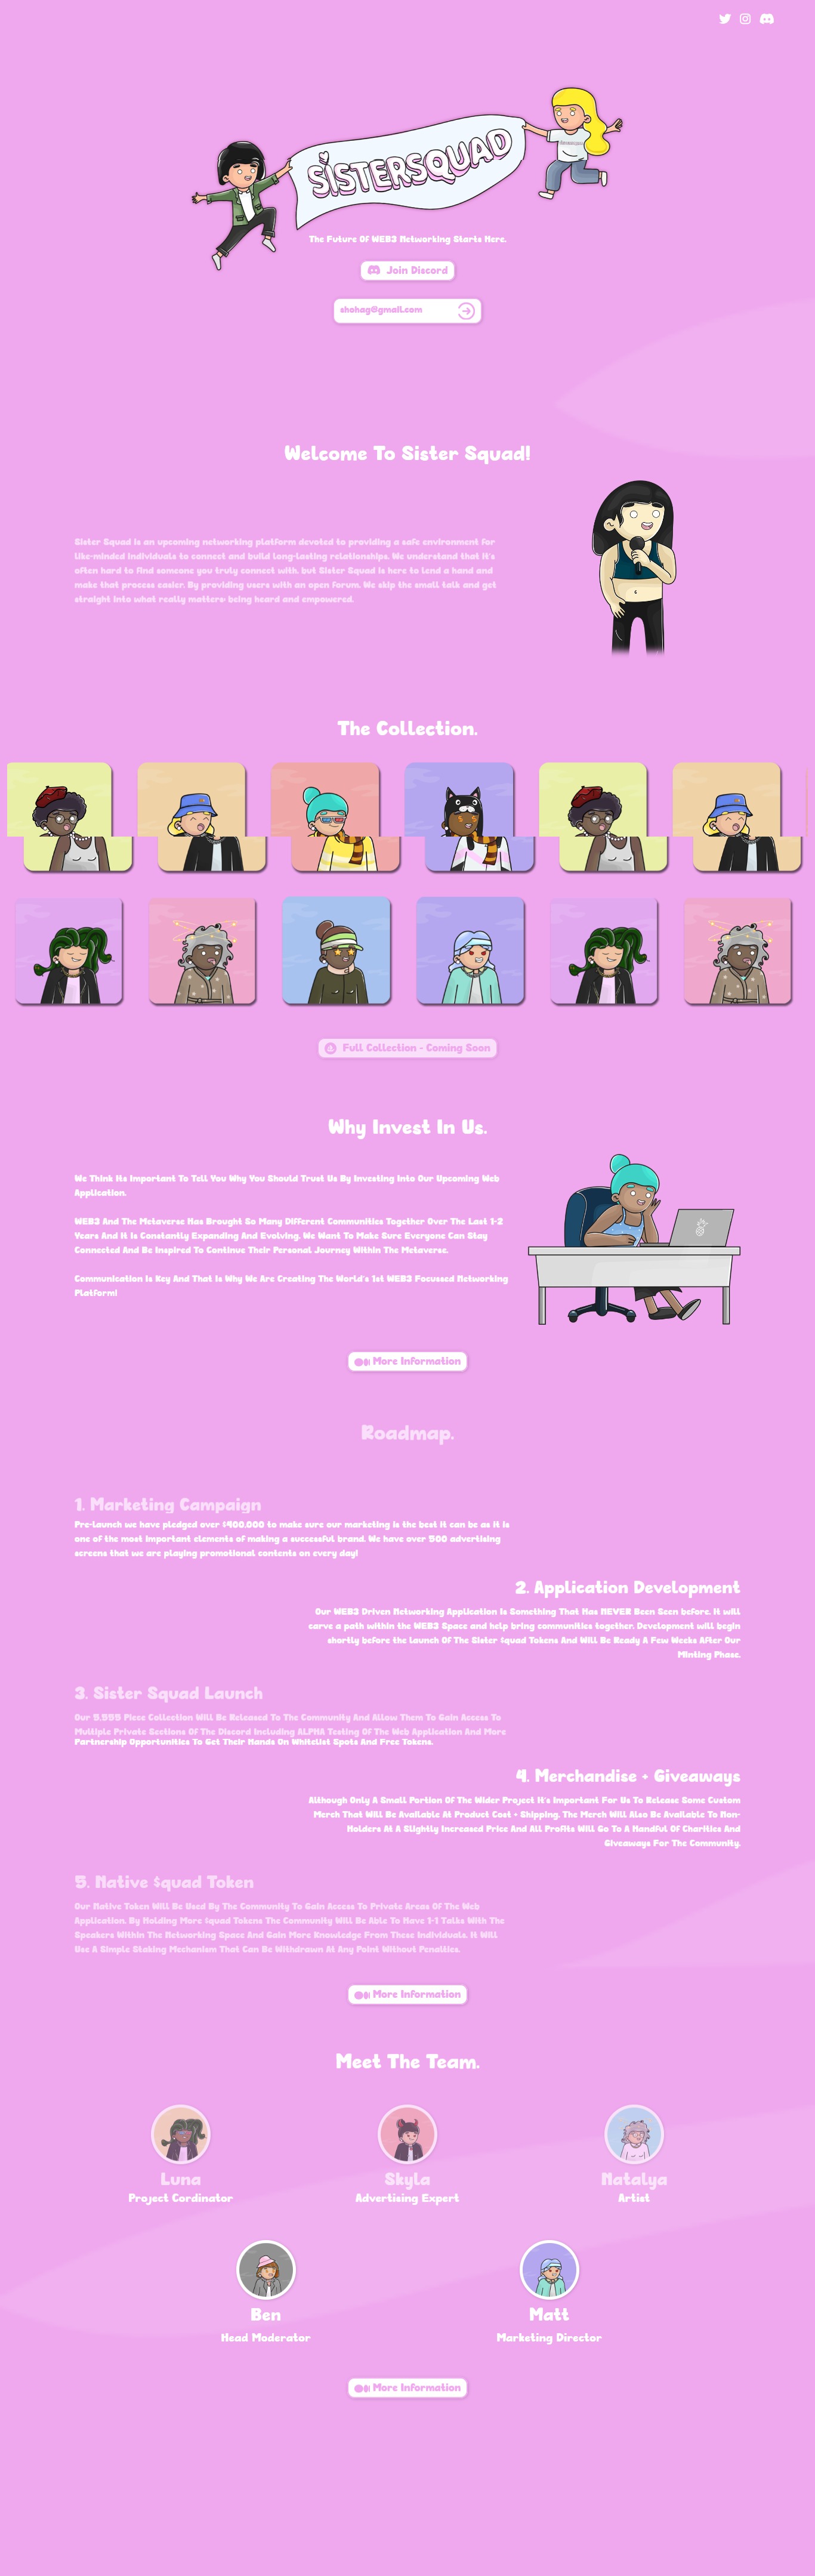 SISTERSQUAD
The Future Of WEB3 Networking Starts Here.
Join Discord
shohag@gmail.com
Welcome To Sister Squad!
Sister Squad is an upcoming networking platform devoted to providing a safe environment for
like-minded individuals to connect and build long-lasting relationships. We understand that it's
often hard to find someone you truly connect with, but Sister Squad is here to lend a hand and
make that process easier. By providing users with an open forum. We skip the small talk and get
straight into what really matters: being heard and empowered.
The Collection.
Full Collection - Coming Soon
Why Invest In Us.
We Think Its Important To Tell You Why You Should Trust Us By Investing Into Our Upcoming Web
Application.
WEB3 And The Metaverse Has Brought So Many Different Communities Together Over The Last 1-2
Years And It Is Constantly Expanding And Evolving. We Want To Make Sure Everyone Can Stay
Connected And Be Inspired To Continue Their Personal Journey Within The Metaverse.
Communication Is Key And That Is Why We Are Creating The World's 1st WEB3 Focussed Networking
Platform!
More Information
Roadmap.
1. Marketing Campaign
Pre-launch we have pledged over $400,000 to make sure our marketing is the best it can be as it is
one of the most important elements of making a successful brand. We have over 500 advertising
screens that we are playing promotional contents on every day!
2. Application Development
Our WEB3 Driven Networking Application Is Something That Has NEVER Been Seen before. It will
carve a path within the WEB3 Space and help bring communities together. Development will begin
shortly before the launch Of The Sister $quad Tokens And Will Be Ready A Few Weeks After Our
Minting Phase.
3. Sister Squad Launch
Our 5,555 Piece Collection Will Be Released To The Community And Allow Them To Gain Access To
Multiple Private Sections Of The Discord Including ALPHA Testing Of The Web Application And More
Partnership Opportunities To Get Their Hands On Whitelist Spots And Free Tokens.
4. Merchandise + Giveaways
Although Only A Small Portion Of The Wider Project It's Important For Us To Release Some Custom
Merch That Will Be Available At Product Cost + Shipping. The Merch Will Also Be Available To Non-
Holders At A Slightly Increased Price And All Profits Will Go To A Handful Of Charities And
Giveaways For The Community.
5. Native $quad Token
Our Native Token Will Be Used By The Community To Gain Access To Private Areas Of The Web
Application. By Holding More $quad Tokens The Community Will Be Able To Have 1-1 Talks With The
Speakers Within The Networking Space And Gain More Knowledge From These Individuals. It Will
Use A Simple Staking Mechanism That Can Be Withdrawn At Any Point Without Penalties.
More Information
Meet The Team.
Luna
Project Cordinator
Skyla
Advertising Expert
Natalya
Artist
Ben
Head Moderator
Matt
Marketing Director
More Information